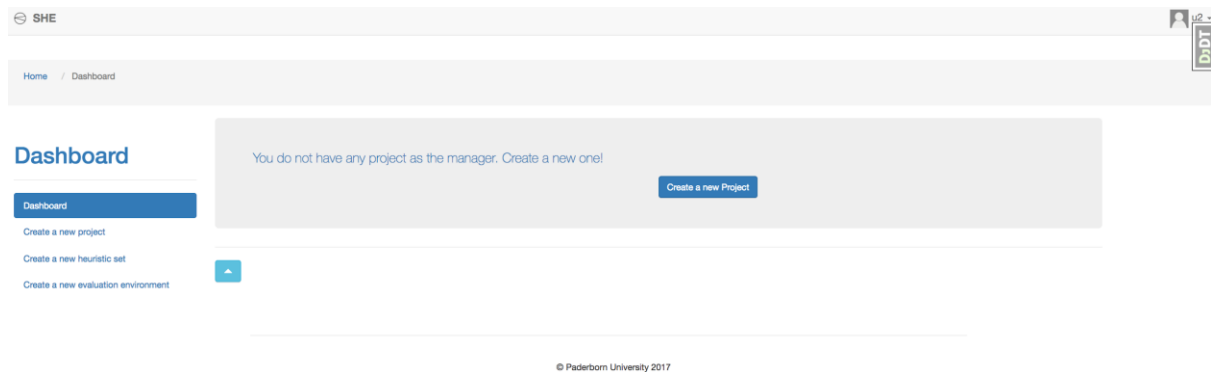 SHE
u2
DjDT
Home / Dashboard
Dashboard
You do not have any project as the manager. Create a new one!
Create a new Project
Dashboard
Create a new project
Create a new heuristic set
Create a new evaluation environment
© Paderborn University 2017